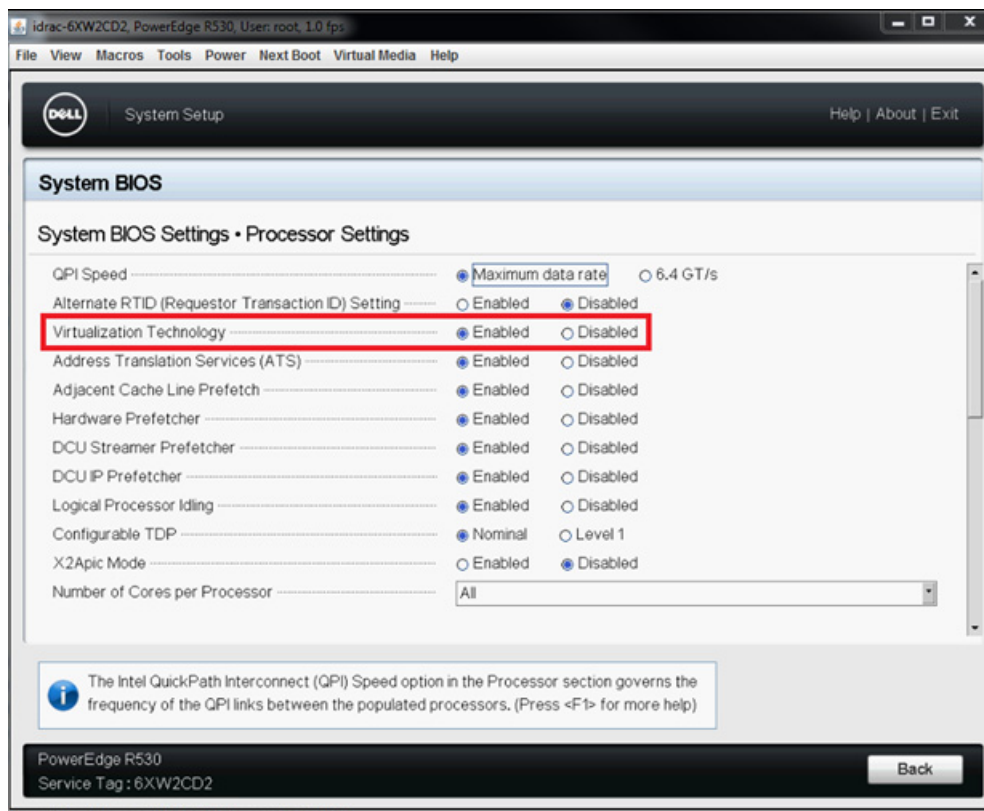 idrac-6XW2CD2, PowerEdge R530, User: root, 1.0 fps
File View Macros Tools Power Next Boot Virtual Media Help
DELL System Setup Help | About | Exit
System BIOS
System BIOS Settings • Processor Settings
QPI Speed Maximum data rate 6.4 GT/s
Alternate RTID (Requestor Transaction ID) Setting Enabled Disabled
Virtualization Technology Enabled Disabled
Address Translation Services (ATS) Enabled Disabled
Adjacent Cache Line Prefetch Enabled Disabled
Hardware Prefetcher Enabled Disabled
DCU Streamer Prefetcher Enabled Disabled
DCU IP Prefetcher Enabled Disabled
Logical Processor Idling Enabled Disabled
Configurable TDP Nominal Level 1
X2Apic Mode Enabled Disabled
Number of Cores per Processor All
The Intel QuickPath Interconnect (QPI) Speed option in the Processor section governs the
frequency of the QPI links between the populated processors. (Press <F1> for more help)
PowerEdge R530
Service Tag : 6XW2CD2
Back